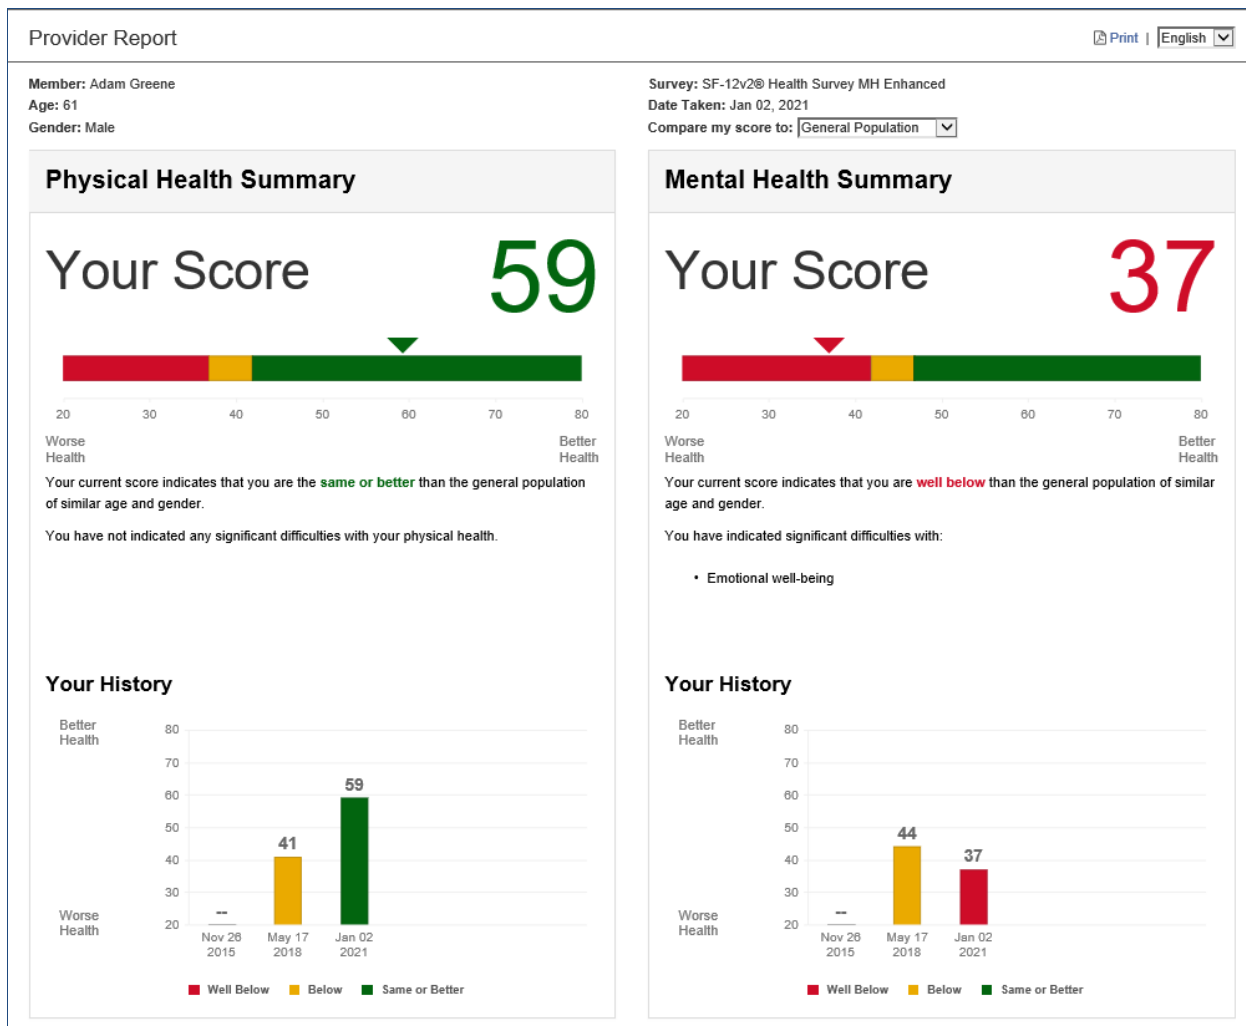 Provider Report
Print | English
Member: Adam Greene
Age: 61
Gender: Male
Survey: SF-12v2® Health Survey MH Enhanced
Date Taken: Jan 02, 2021
Compare my score to: General Population
Physical Health Summary
Your Score 59
20 30 40 50 60 70 80
Worse Health
Better Health
Your current score indicates that you are the same or better than the general population
of similar age and gender.
You have not indicated any significant difficulties with your physical health.
Your History
Better Health
80
70
60
50
40
30
20
Worse Health
--
41
59
Nov 26 2015
May 17 2018
Jan 02 2021
Well Below Below Same or Better
Mental Health Summary
Your Score 37
20 30 40 50 60 70 80
Worse Health
Better Health
Your current score indicates that you are well below than the general population of similar
age and gender.
You have indicated significant difficulties with:
• Emotional well-being
Your History
Better Health
80
70
60
50
40
30
20
Worse Health
--
44
37
Nov 26 2015
May 17 2018
Jan 02 2021
Well Below Below Same or Better